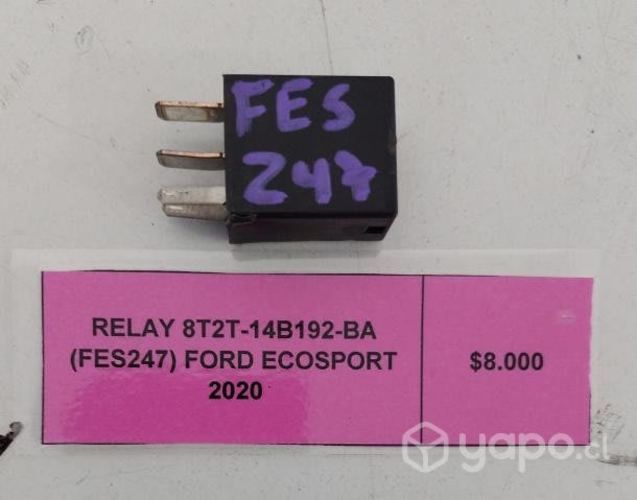 FES
247
RELAY 8T2T-14B192-BA
(FES247) FORD ECOSPORT
2020
$8.000
yapo.cl